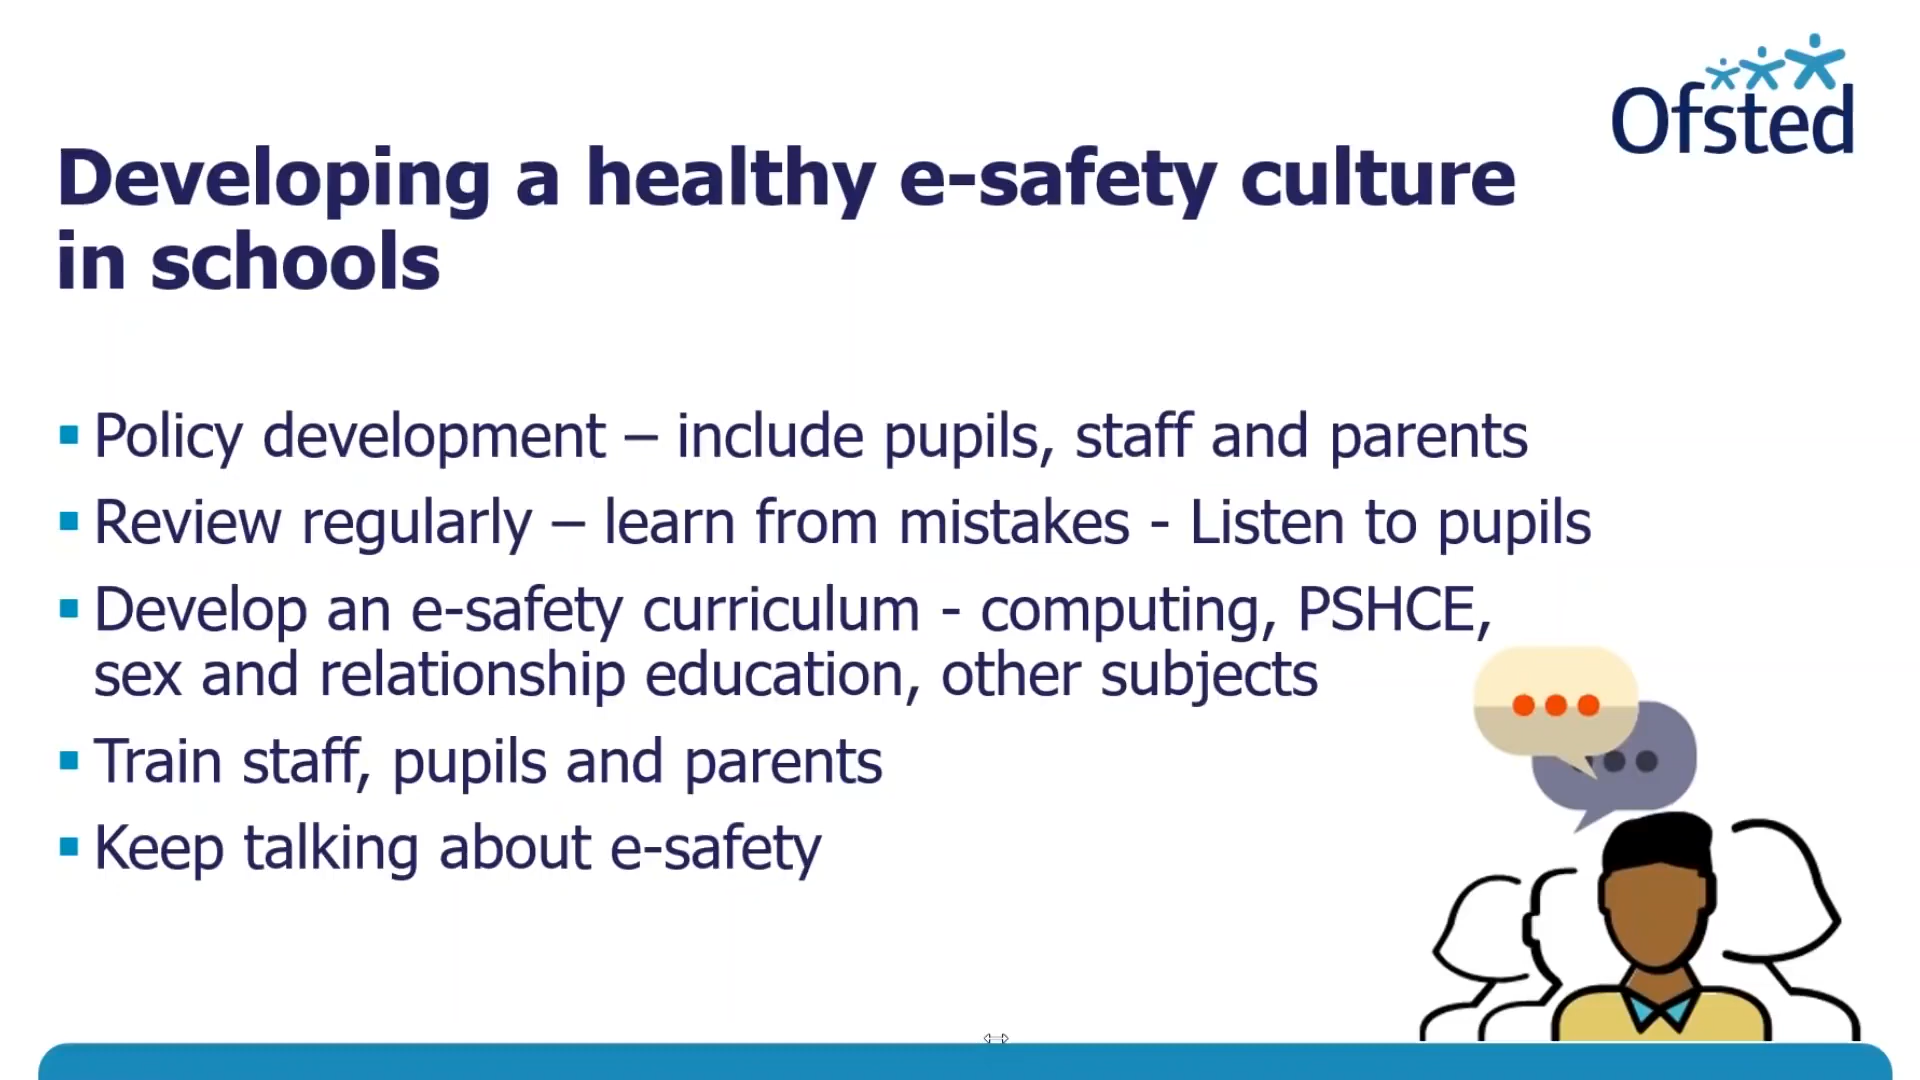 Ofsted
Developing a healthy e-safety culture
in schools
Policy development – include pupils, staff and parents
Review regularly – learn from mistakes - Listen to pupils
Develop an e-safety curriculum - computing, PSHCE,
sex and relationship education, other subjects
Train staff, pupils and parents
Keep talking about e-safety